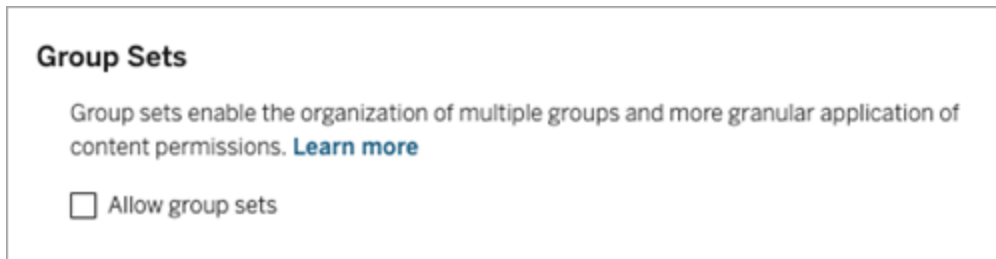 Group Sets
Group sets enable the organization of multiple groups and more granular application of
content permissions. Learn more
Allow group sets